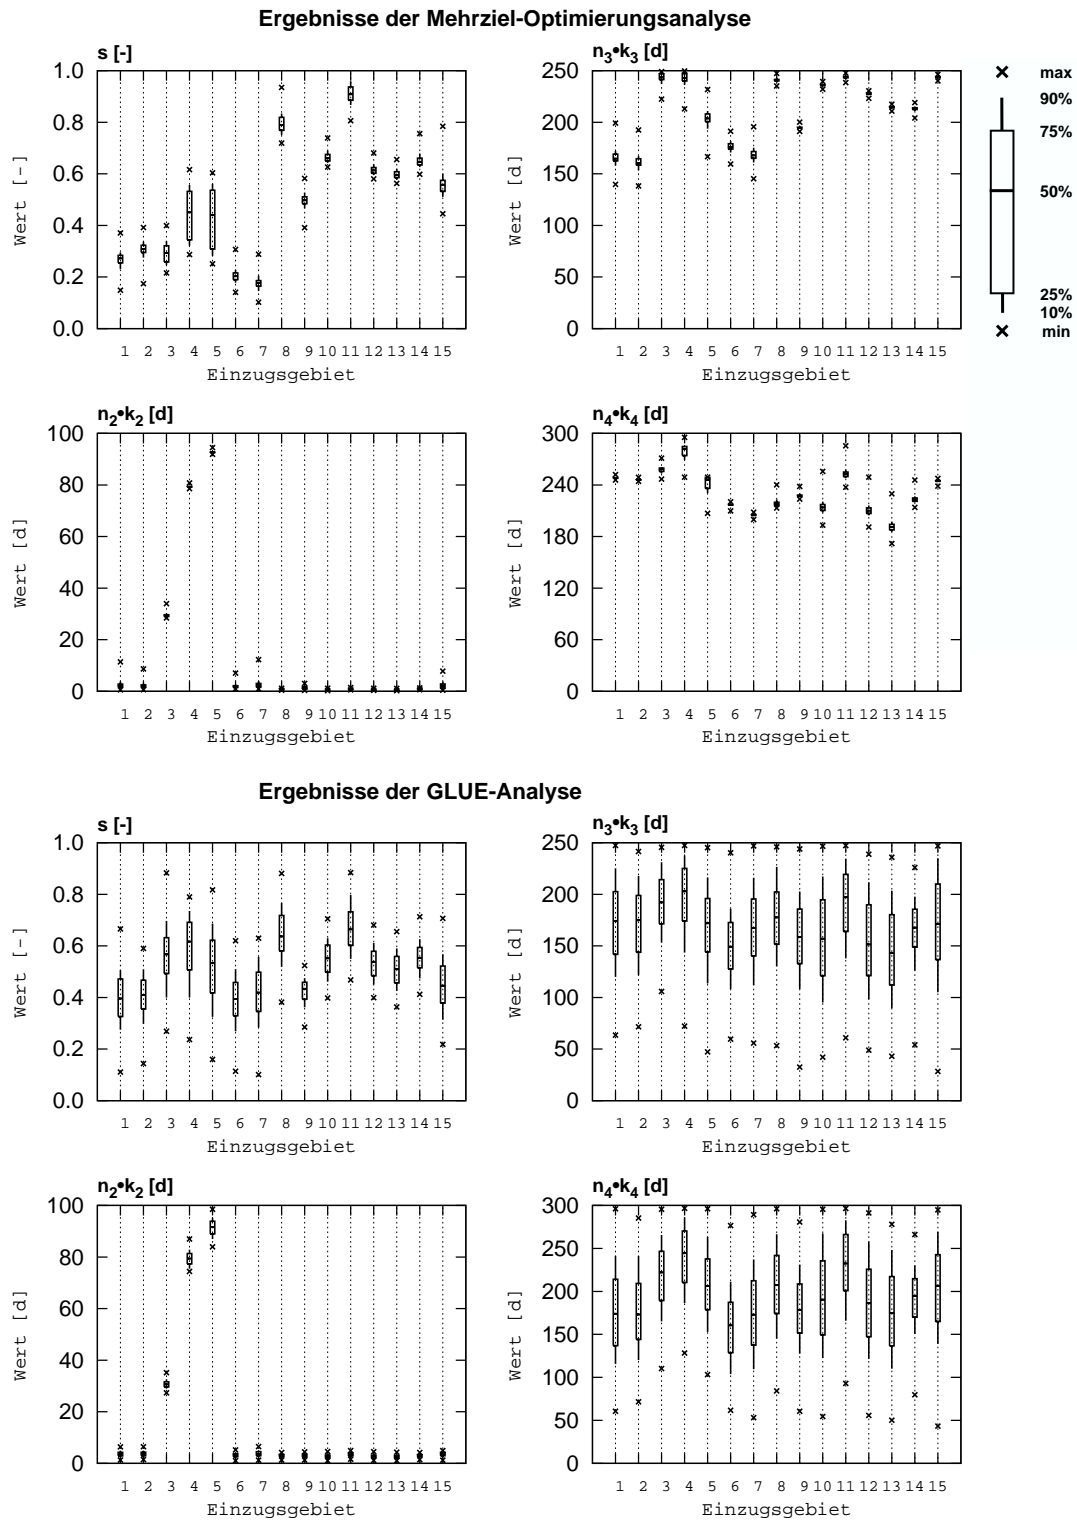 Ergebnisse der Mehrziel-Optimierungsanalyse
s [-]
1.0
0.8
0.6
0.4
0.2
0.0
Wert [-]
1 2 3 4 5 6 7 8 9 10 11 12 13 14 15
Einzugsgebiet
n3•k3 [d]
250
200
150
100
50
0
Wert [d]
1 2 3 4 5 6 7 8 9 10 11 12 13 14 15
Einzugsgebiet
max
90%
75%
50%
25%
10%
min
n2•k2 [d]
100
80
60
40
20
0
Wert [d]
1 2 3 4 5 6 7 8 9 10 11 12 13 14 15
Einzugsgebiet
n4•k4 [d]
300
240
180
120
60
0
Wert [d]
1 2 3 4 5 6 7 8 9 10 11 12 13 14 15
Einzugsgebiet
Ergebnisse der GLUE-Analyse
s [-]
1.0
0.8
0.6
0.4
0.2
0.0
Wert [-]
1 2 3 4 5 6 7 8 9 10 11 12 13 14 15
Einzugsgebiet
n3•k3 [d]
250
200
150
100
50
0
Wert [d]
1 2 3 4 5 6 7 8 9 10 11 12 13 14 15
Einzugsgebiet
n2•k2 [d]
100
80
60
40
20
0
Wert [d]
1 2 3 4 5 6 7 8 9 10 11 12 13 14 15
Einzugsgebiet
n4•k4 [d]
300
250
200
150
100
50
0
Wert [d]
1 2 3 4 5 6 7 8 9 10 11 12 13 14 15
Einzugsgebiet